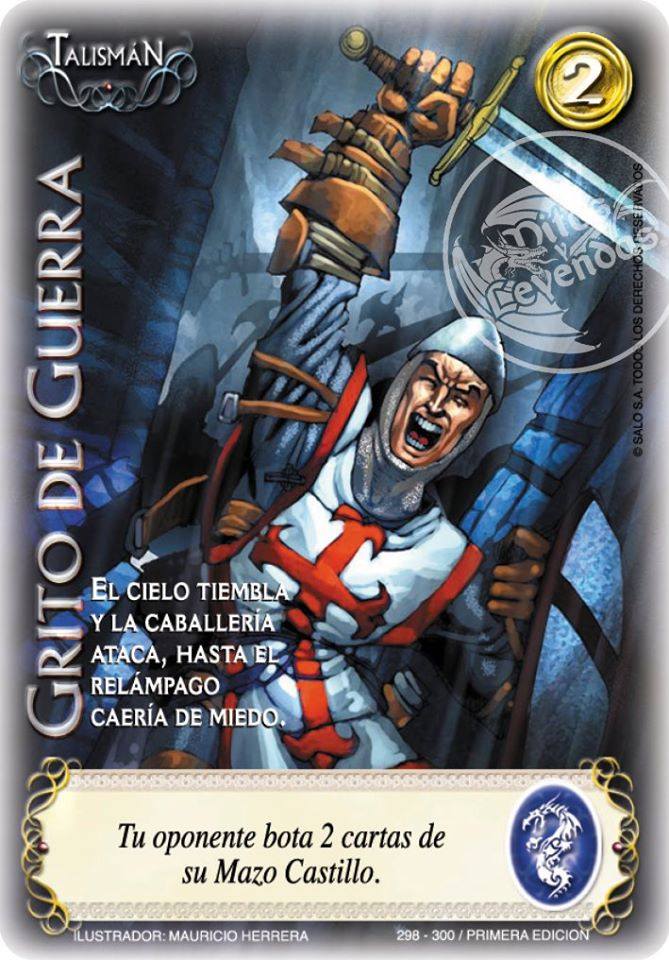 TALISMÁN
2
GRITO DE GUERRA
Mitos
y
Leyendas
© SALO S.A. TODOS LOS DERECHOS RESERVADOS
EL CIELO TIEMBLA
Y LA CABALLERÍA
ATACA, HASTA EL
RELÁMPAGO
CAERÍA DE MIEDO.
Tu oponente bota 2 cartas de
su Mazo Castillo.
ILUSTRADOR: MAURICIO HERRERA
298 - 300 / PRIMERA EDICION